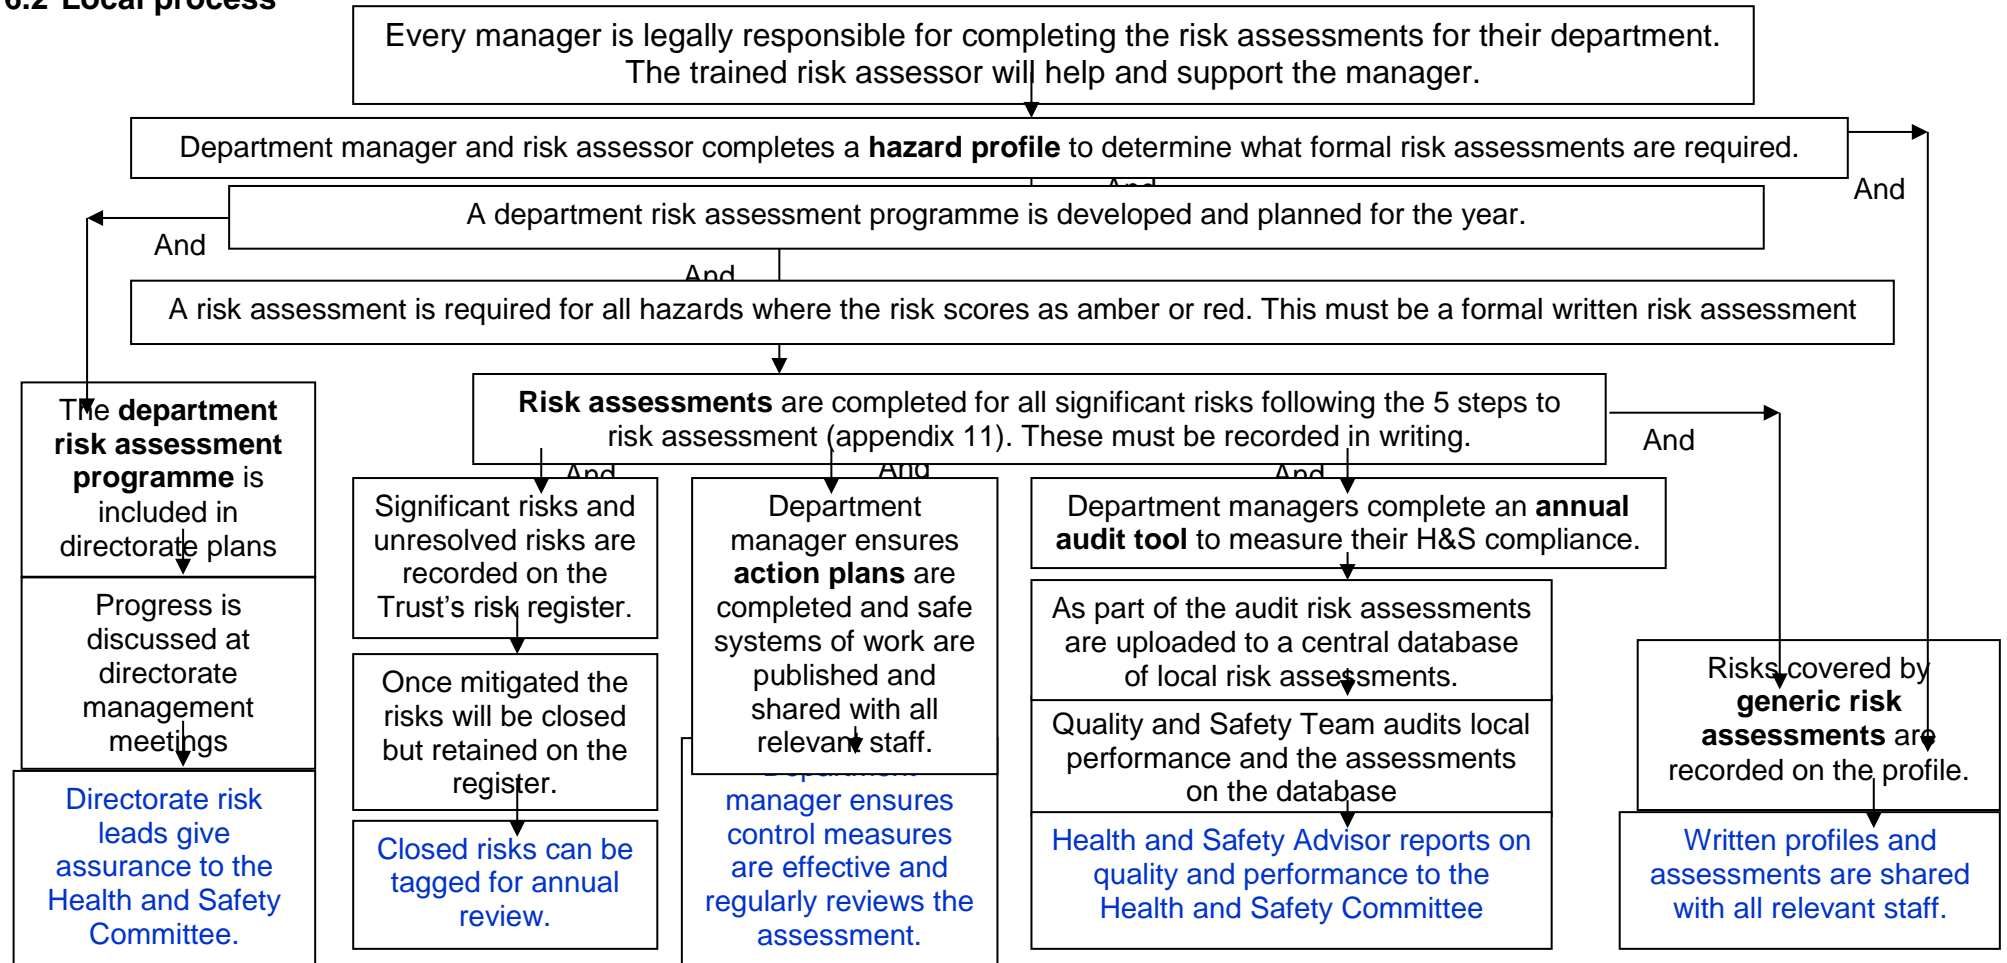 6.2 Local process
Every manager is legally responsible for completing the risk assessments for their department.
The trained risk assessor will help and support the manager.
Department manager and risk assessor completes a hazard profile to determine what formal risk assessments are required.
And
And
A department risk assessment programme is developed and planned for the year.
And
And
A risk assessment is required for all hazards where the risk scores as amber or red. This must be a formal written risk assessment
Risk assessments are completed for all significant risks following the 5 steps to
risk assessment (appendix 11). These must be recorded in writing.
And
And
And
And
The department
risk assessment
programme is
included in
directorate plans
Progress is
discussed at
directorate
management
meetings
Directorate risk
leads give
assurance to the
Health and Safety
Committee.
Significant risks and
unresolved risks are
recorded on the
Trust's risk register.
Once mitigated the
risks will be closed
but retained on the
register.
Closed risks can be
tagged for annual
review.
Department
manager ensures
action plans are
completed and safe
systems of work are
published and
shared with all
relevant staff.
Department
manager ensures
control measures
are effective and
regularly reviews the
assessment.
Department managers complete an annual
audit tool to measure their H&S compliance.
As part of the audit risk assessments
are uploaded to a central database
of local risk assessments.
Quality and Safety Team audits local
performance and the assessments
on the database
Health and Safety Advisor reports on
quality and performance to the
Health and Safety Committee
Risks covered by
generic risk
assessments are
recorded on the profile.
Written profiles and
assessments are shared
with all relevant staff.